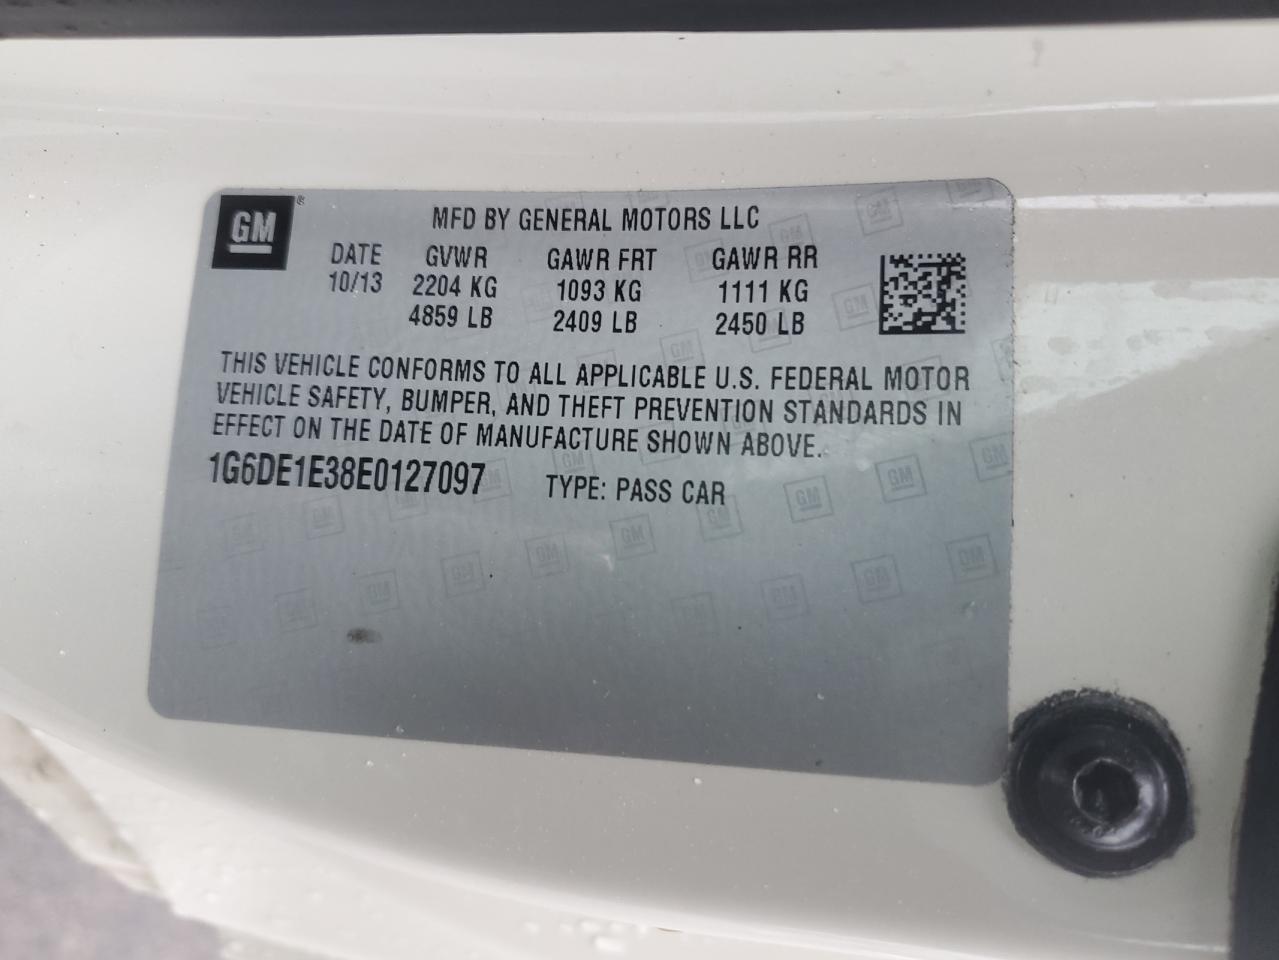 GM®
MFD BY GENERAL MOTORS LLC
DATE GVWR GAWR FRT GAWR RR
10/13 2204 KG 1093 KG 1111 KG
4859 LB 2409 LB 2450 LB
THIS VEHICLE CONFORMS TO ALL APPLICABLE U.S. FEDERAL MOTOR
VEHICLE SAFETY, BUMPER, AND THEFT PREVENTION STANDARDS IN
EFFECT ON THE DATE OF MANUFACTURE SHOWN ABOVE.
1G6DE1E38E0127097 TYPE: PASS CAR